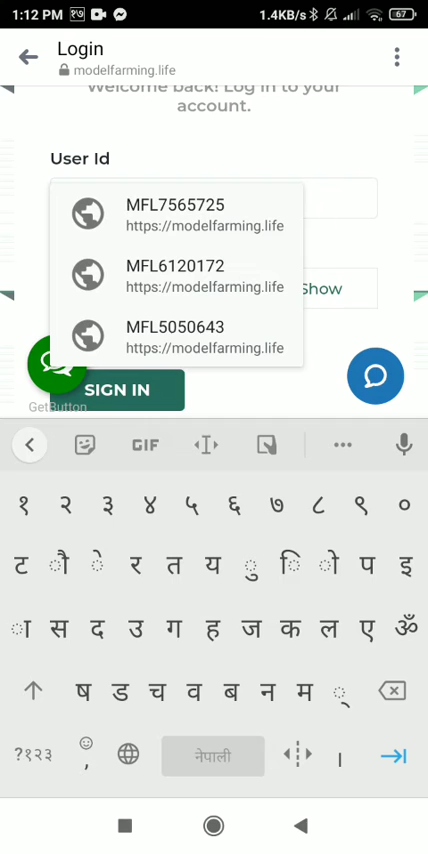 1:12 PM १७ 1.4KB/s 67
Login
modelfarming.life
Welcome back! Log in to your
account.
User Id
MFL7565725
https://modelfarming.life
MFL6120172
https://modelfarming.life
Show
MFL5050643
https://modelfarming.life
SIGN IN
GetButton
GIF
१ २ ३ ४ ५ ६ ७ ८ ९ ०
ट ौ े र त य ु ि ो प इ
ा स द उ ग ह ज क ल ए ॐ
ष ड च व ब न म ्
?१२३ , नेपाली ।